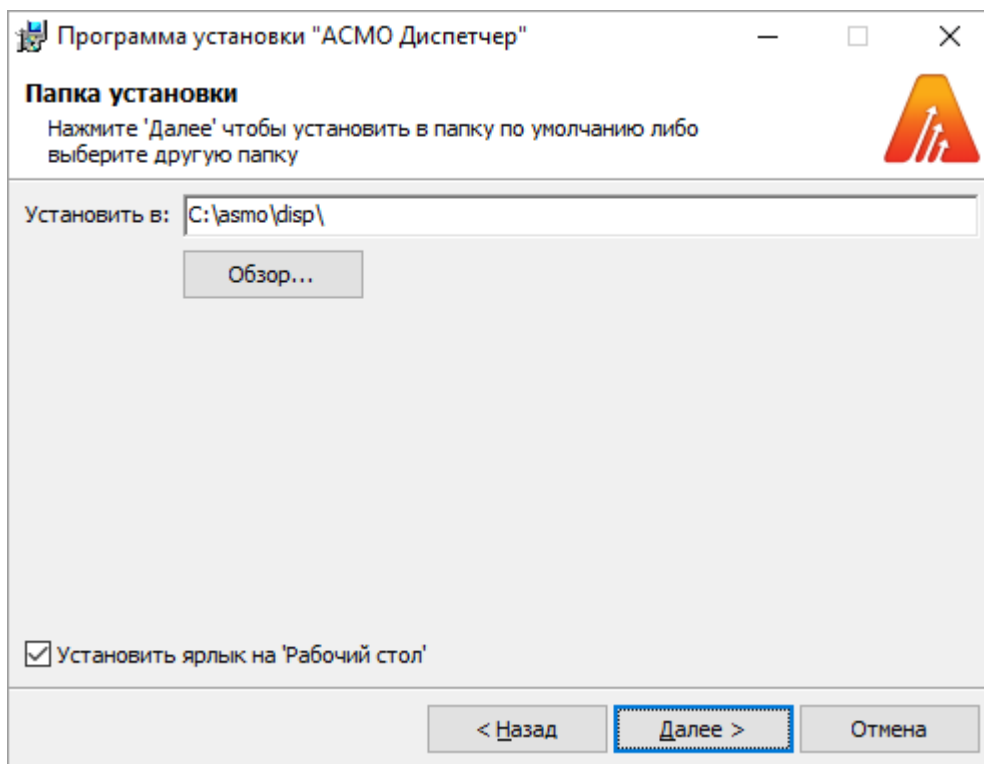 Программа установки "АСМО Диспетчер"
Папка установки
Нажмите 'Далее' чтобы установить в папку по умолчанию либо
выберите другую папку
Установить в: C:\asmo\disp\
Обзор...
Установить ярлык на 'Рабочий стол'
< Назад Далее > Отмена